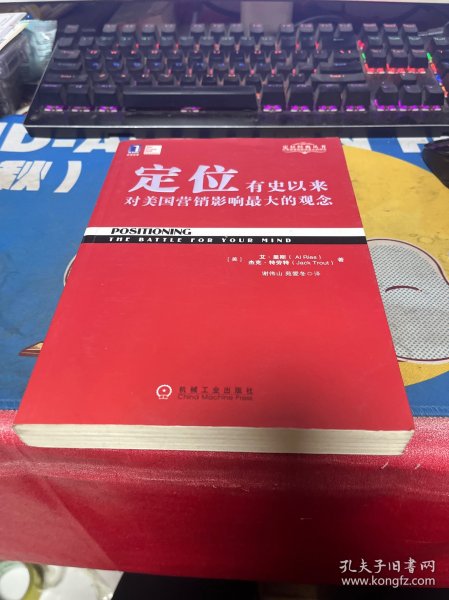 定位 有史以来
对美国营销影响最大的观念
POSITIONING
THE BATTLE FOR YOUR MIND
[美] 艾·里斯(Al Ries)
杰克·特劳特(Jack Trout) 著
谢伟山 苑爱冬 ◎ 译
机械工业出版社
China Machine Press
孔夫子旧书网
www.kongfz.com